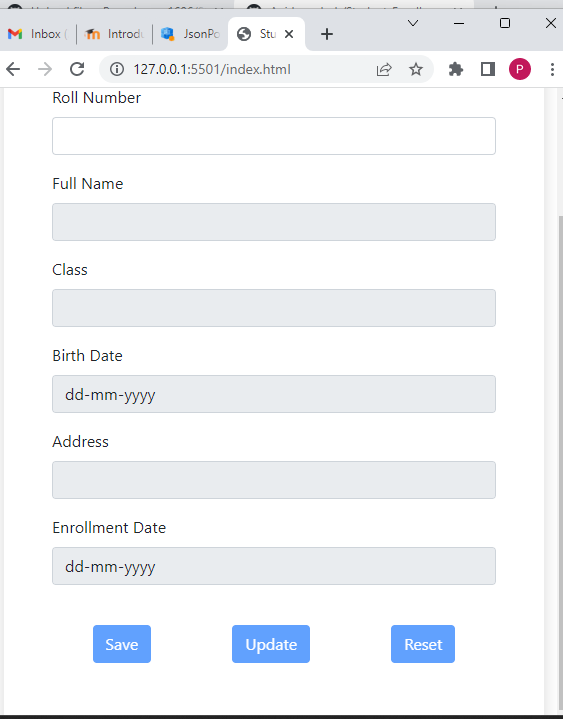 Inbox (
Introdu
JsonPo
Stu
127.0.0.1:5501/index.html
P
Roll Number
Full Name
Class
Birth Date
dd-mm-yyyy
Address
Enrollment Date
dd-mm-yyyy
Save
Update
Reset